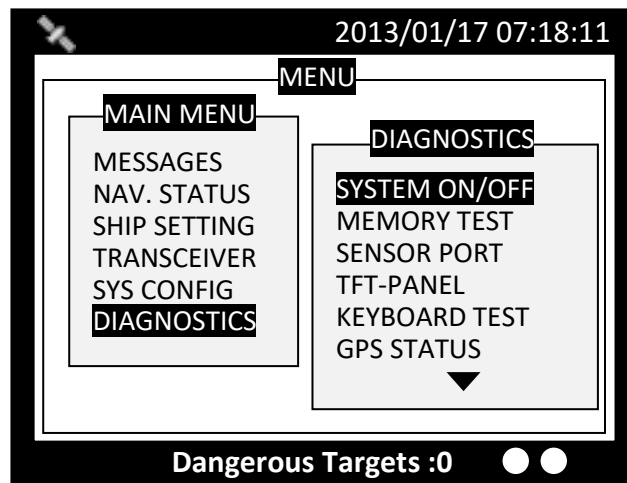 2013/01/17 07:18:11
MENU
MAIN MENU
MESSAGES
NAV. STATUS
SHIP SETTING
TRANSCEIVER
SYS CONFIG
DIAGNOSTICS
DIAGNOSTICS
SYSTEM ON/OFF
MEMORY TEST
SENSOR PORT
TFT-PANEL
KEYBOARD TEST
GPS STATUS
Dangerous Targets :0